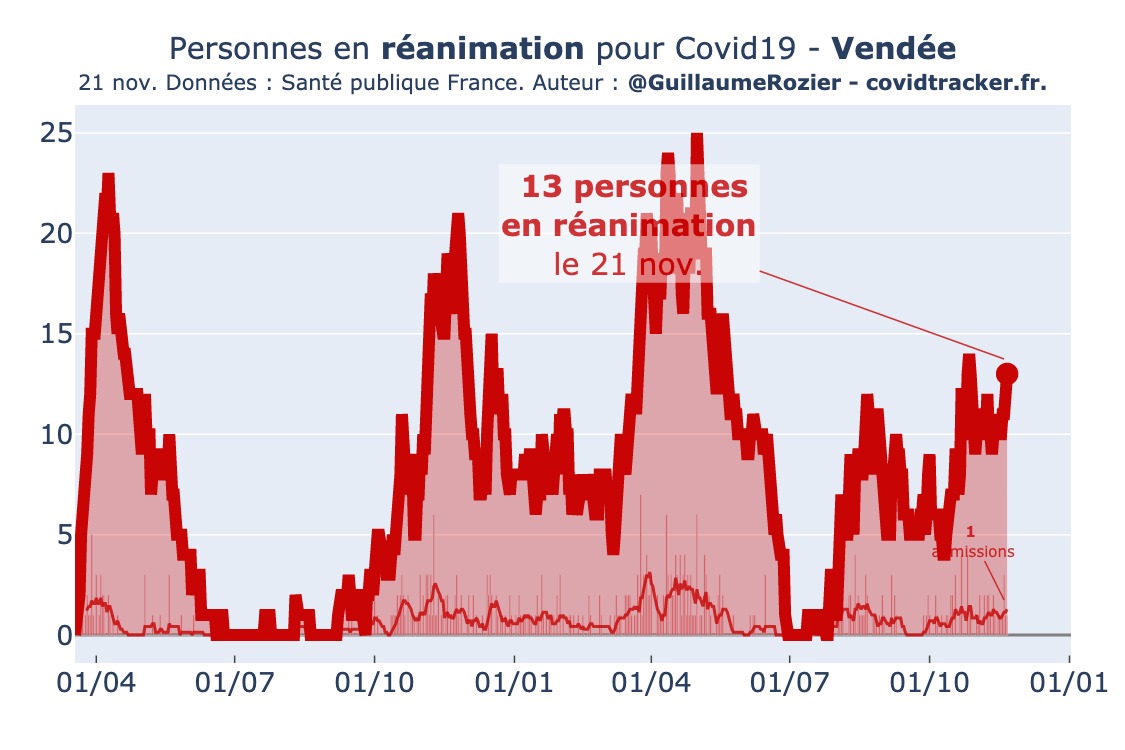 Personnes en réanimation pour Covid19 - Vendée
21 nov. Données : Santé publique France. Auteur : @GuillaumeRozier - covidtracker.fr.
25
20
15
10
5
0
13 personnes
en réanimation
le 21 nov.
1
admissions
01/04
01/07
01/10
01/01
01/04
01/07
01/10
01/01